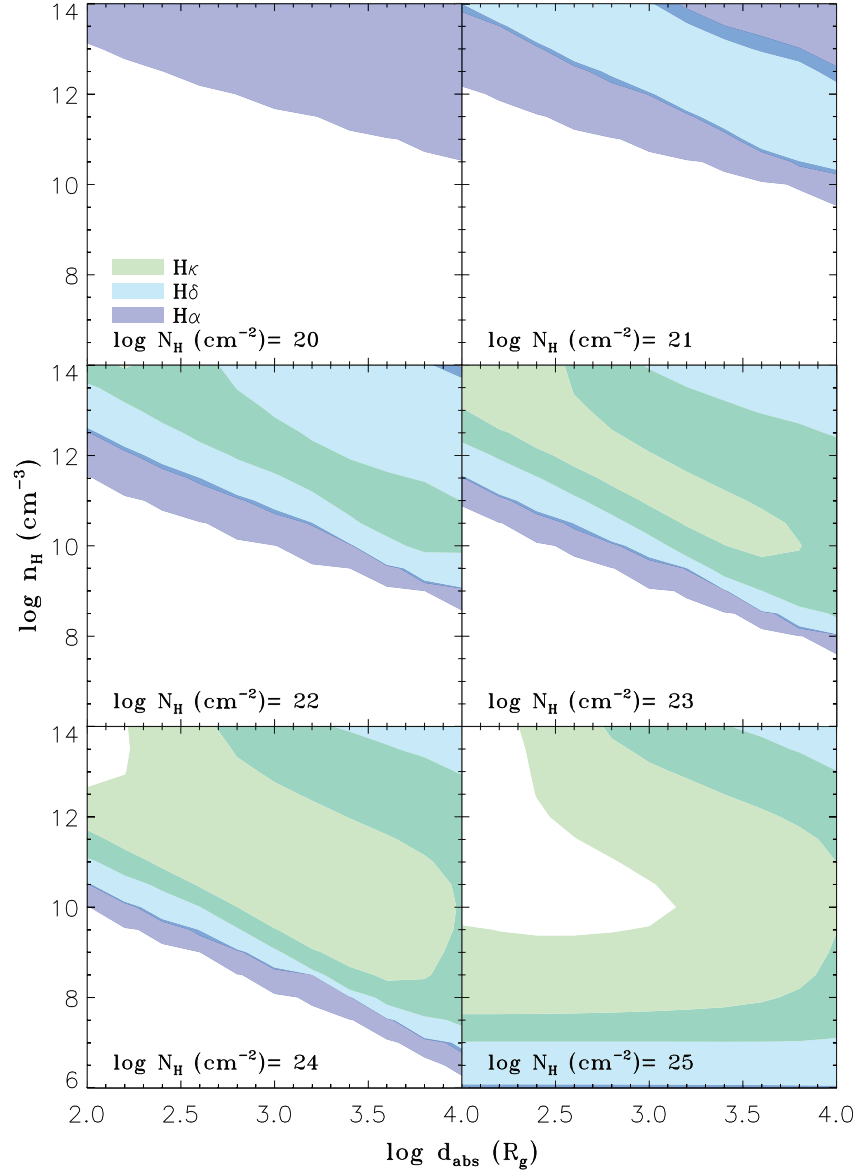 14
12
10
8
Hκ
Hδ
Hα
log N_H (cm⁻²)= 20
log N_H (cm⁻²)= 21
14
12
10
8
log n_H (cm⁻³)
log N_H (cm⁻²)= 22
log N_H (cm⁻²)= 23
14
12
10
8
6
log N_H (cm⁻²)= 24
log N_H (cm⁻²)= 25
2.0 2.5 3.0 3.5 4.0 2.5 3.0 3.5 4.0
log d_abs (R_g)